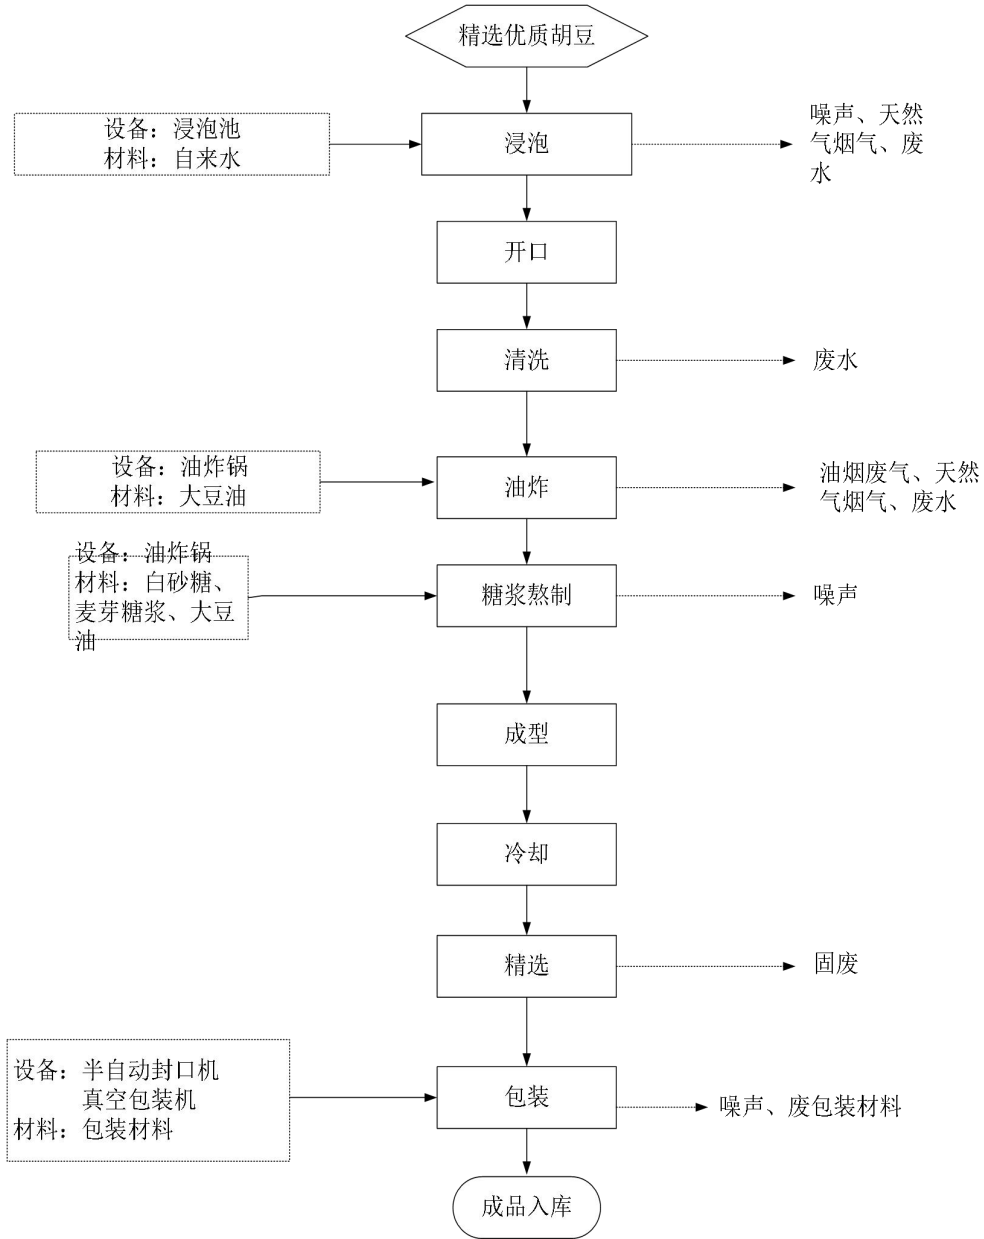 精选优质胡豆
设备：浸泡池
材料：自来水
浸泡
噪声、天然
气烟气、废
水
开口
清洗
废水
设备：油炸锅
材料：大豆油
油炸
油烟废气、天然
气烟气、废水
设备：油炸锅
材料：白砂糖、
麦芽糖浆、大豆
油
糖浆熬制
噪声
成型
冷却
精选
固废
设备：半自动封口机
真空包装机
材料：包装材料
包装
噪声、废包装材料
成品入库